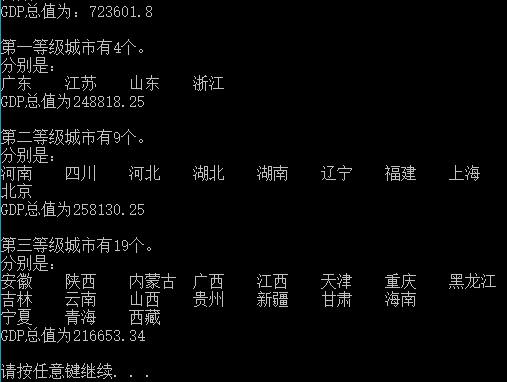 GDP总值为：723601.8
第一等级城市有4个。
分别是：
广东 江苏 山东 浙江
GDP总值为248818.25
第二等级城市有9个。
分别是：
河南 四川 河北 湖北 湖南 辽宁 福建 上海
北京
GDP总值为258130.25
第三等级城市有19个。
分别是：
安徽 陕西 内蒙古 广西 江西 天津 重庆 黑龙江
吉林 云南 山西 贵州 新疆 甘肃 海南
宁夏 青海 西藏
GDP总值为216653.34
请按任意键继续. . .